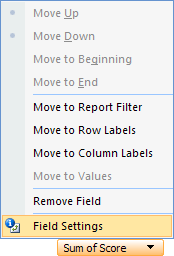 Move Up
Move Down
Move to Beginning
Move to End
Move to Report Filter
Move to Row Labels
Move to Column Labels
Move to Values
Remove Field
Field Settings
Sum of Score